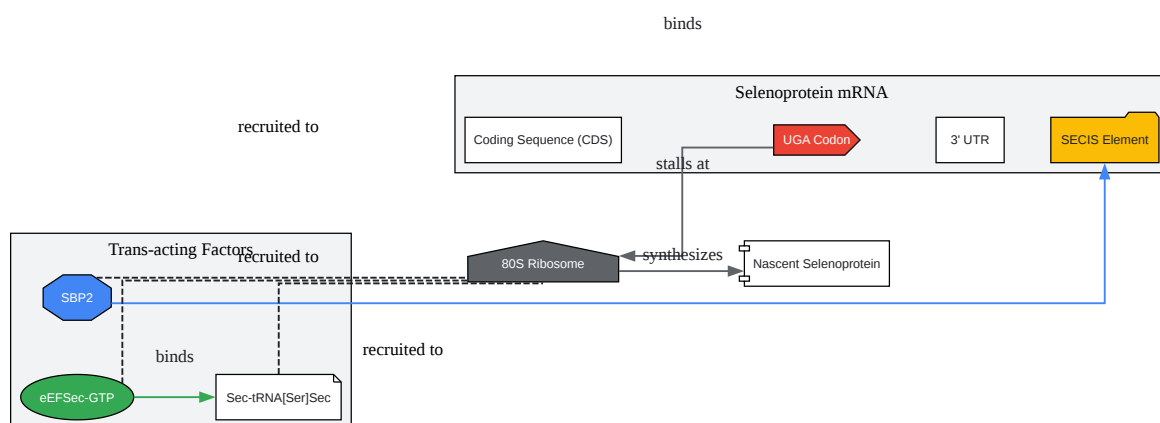 binds
Selenoprotein mRNA
recruited to
Coding Sequence (CDS)
UGA Codon
3' UTR
SECIS Element
stalls at
Trans-acting Factors
recruited to
80S Ribosome
synthesizes
Nascent Selenoprotein
SBP2
binds
recruited to
eEFSec-GTP
Sec-tRNA[Ser]Sec